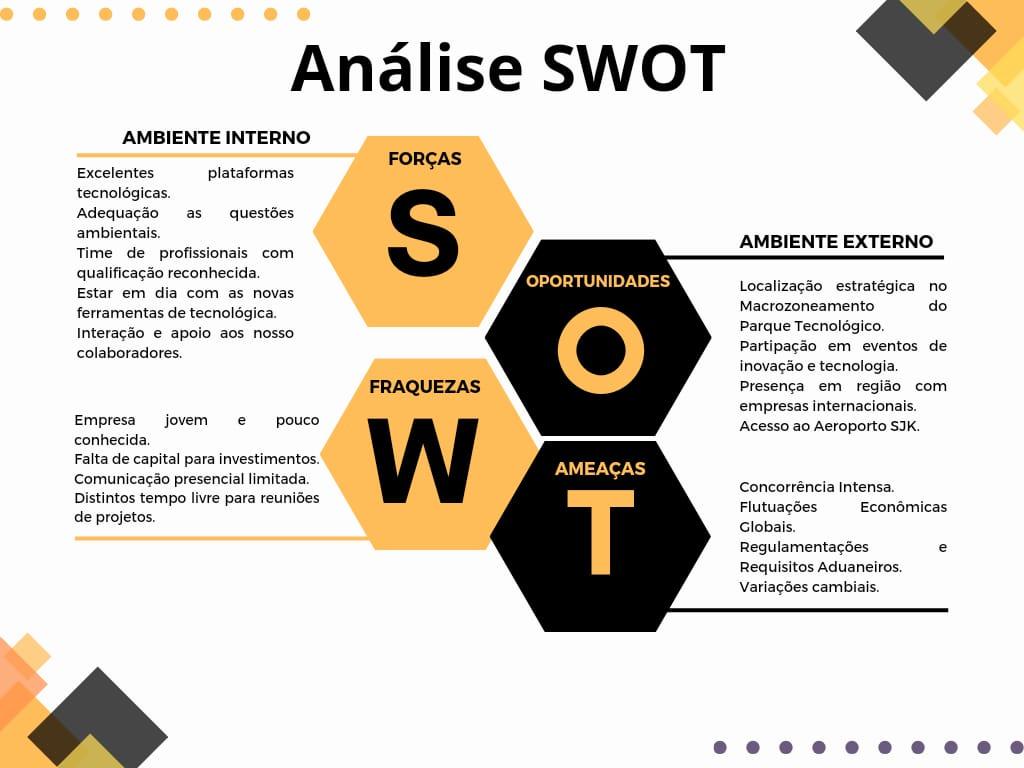 Análise SWOT
AMBIENTE INTERNO
FORÇAS
S
Excelentes plataformas
tecnológicas.
Adequação as questões
ambientais.
Time de profissionais com
qualificação reconhecida.
Estar em dia com as novas
ferramentas de tecnológica.
Interação e apoio aos nosso
colaboradores.
AMBIENTE EXTERNO
OPORTUNIDADES
O
Localização estratégica no
Macrozoneamento do
Parque Tecnológico.
Partipação em eventos de
inovação e tecnologia.
Presença em região com
empresas internacionais.
Acesso ao Aeroporto SJK.
FRAQUEZAS
W
Empresa jovem e pouco
conhecida.
Falta de capital para investimentos.
Comunicação presencial limitada.
Distintos tempo livre para reuniões
de projetos.
AMEAÇAS
T
Concorrência Intensa.
Flutuações Econômicas
Globais.
Regulamentações e
Requisitos Aduaneiros.
Variações cambiais.